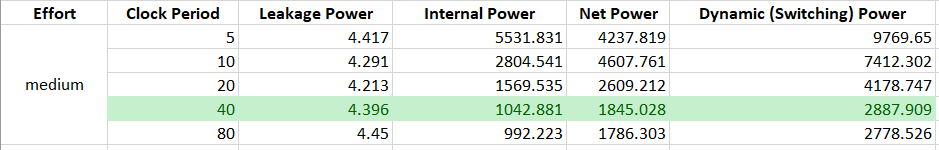 Effort Clock Period Leakage Power Internal Power Net Power Dynamic (Switching) Power
5 4.417 5531.831 4237.819 9769.65
10 4.291 2804.541 4607.761 7412.302
medium 20 4.213 1569.535 2609.212 4178.747
40 4.396 1042.881 1845.028 2887.909
80 4.45 992.223 1786.303 2778.526